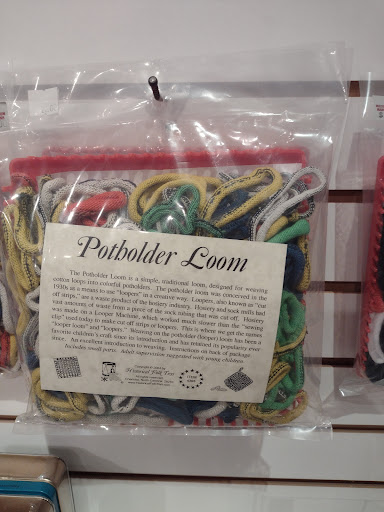 Potholder Loom
The Potholder Loom is a simple, traditional loom, designed for weaving
cotton loops into colorful potholders. The potholder loom was conceived in the
1930s as a means to use "loopers" in a creative way. Loopers, also known as "cut
off strips," are a waste product of the hosiery industry. Hosiery and sock mills had
vast amounts of waste from a piece of the sock ribbing that was cut off. Hosiery
was made on a Looper Machine, which worked much slower than the "sewing
slip" used today to make cut off strips of loopers. This is where we get the names
"looper loom" and "loopers." Weaving on the potholder (looper) loom has been a
favorite children's craft since its introduction and has retained its popularity ever
since. An excellent introduction to weaving. Instructions on back of package.
Includes small parts. Adult supervision suggested with young children.
Historical Folk Toys